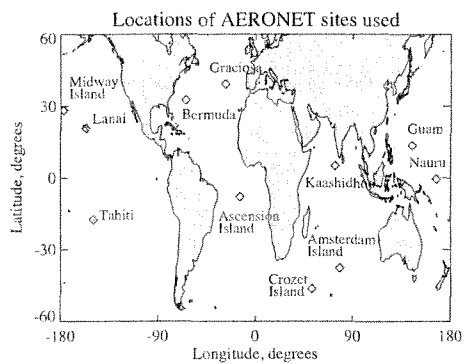 Locations of AERONET sites used
60
Graciosa
Midway
Island
30
Lanai
Bermuda
Guam
Nauru
0
Kaashidhoo
Latitude, degrees
Tahiti
Ascension
Island
Amsterdam
Island
-30
Crozet
Island
-60
-180
-90
0
90
180
Longitude, degrees